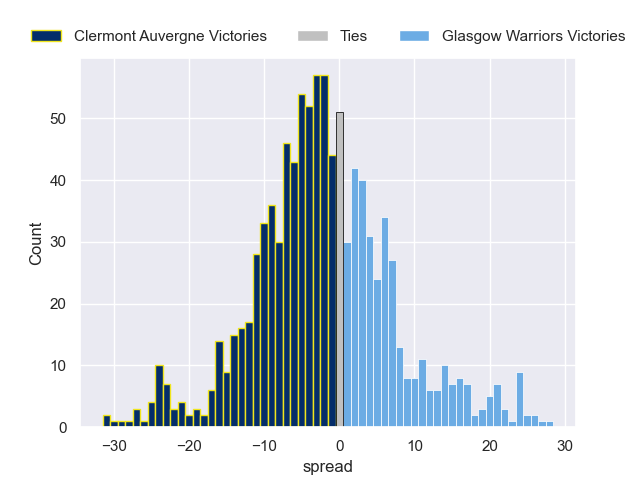 Clermont Auvergne Victories Ties Glasgow Warriors Victories
50
40
30
20
10
0
Count
−30 −20 −10 0 10 20 30
spread